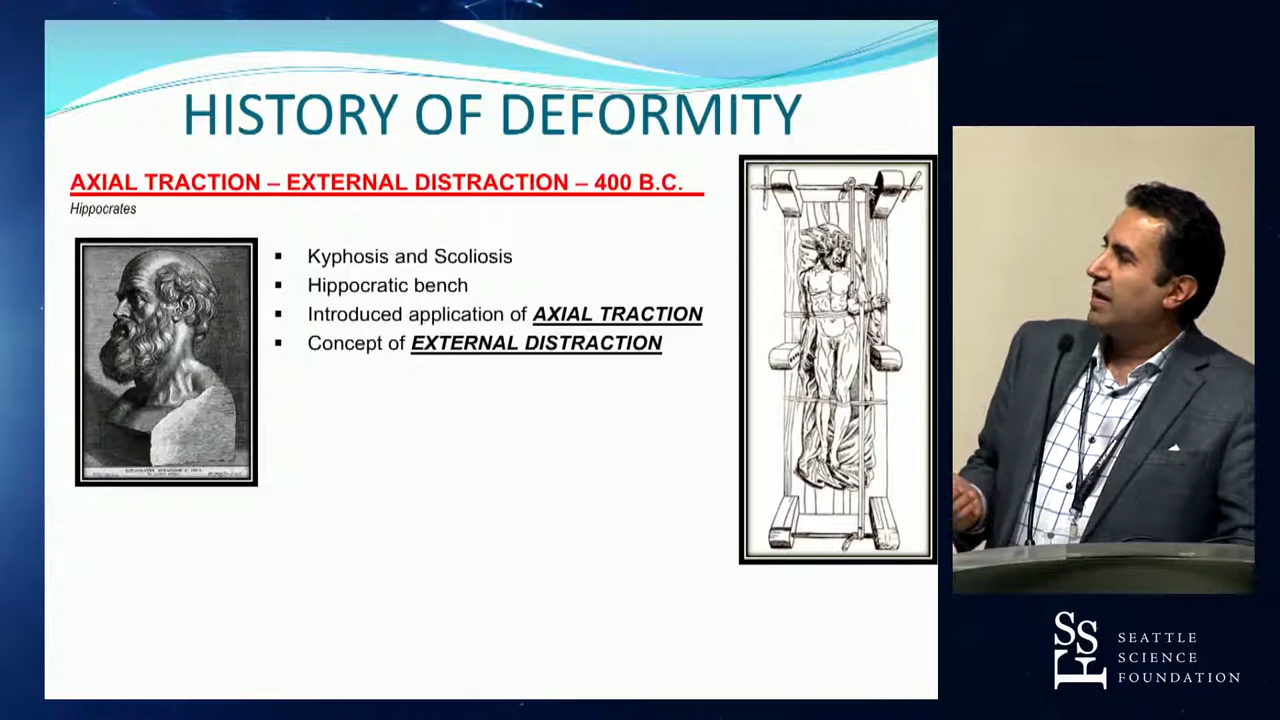 HISTORY OF DEFORMITY
AXIAL TRACTION – EXTERNAL DISTRACTION – 400 B.C.
Hippocrates
▪ Kyphosis and Scoliosis
▪ Hippocratic bench
▪ Introduced application of AXIAL TRACTION
▪ Concept of EXTERNAL DISTRACTION
SSF
SEATTLE
SCIENCE
FOUNDATION